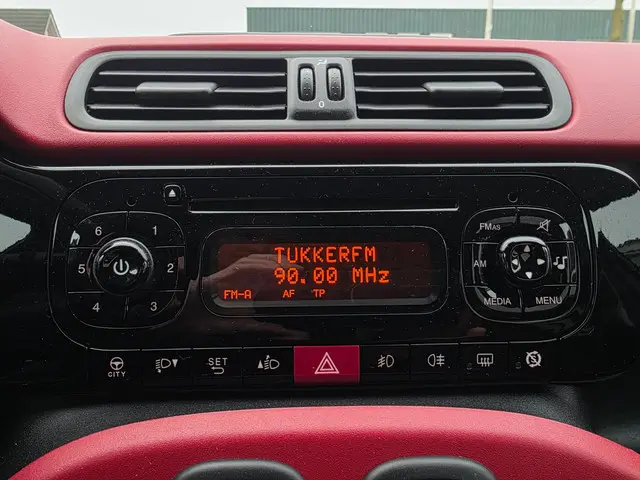 0
6 1
5 2
4 3
TUKKERFM
90.00 MHz
FM-A AF TP
FMAS
AM
MEDIA MENU
CITY
SET